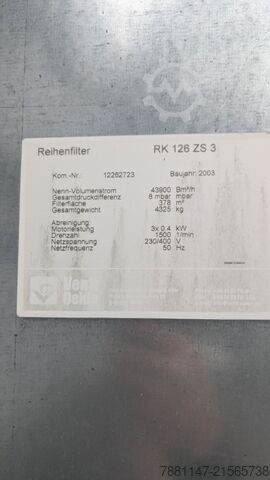 Reihenfilter RK 126 ZS 3
Kom.-Nr.: 12262723 Baujahr: 2003
Nenn-Volumenstrom 43900 Bm³/h
Gesamtdruckdifferenz 8 mbar mbar
Filterfläche 378 m²
Gesamtgewicht 4325 kg
Abreinigung:
Motorleistung 3x 0.4 kW
Drehzahl 1500 1/min
Netzspannung 230/400 V
Netzfrequenz 50 Hz
7881147-21565738